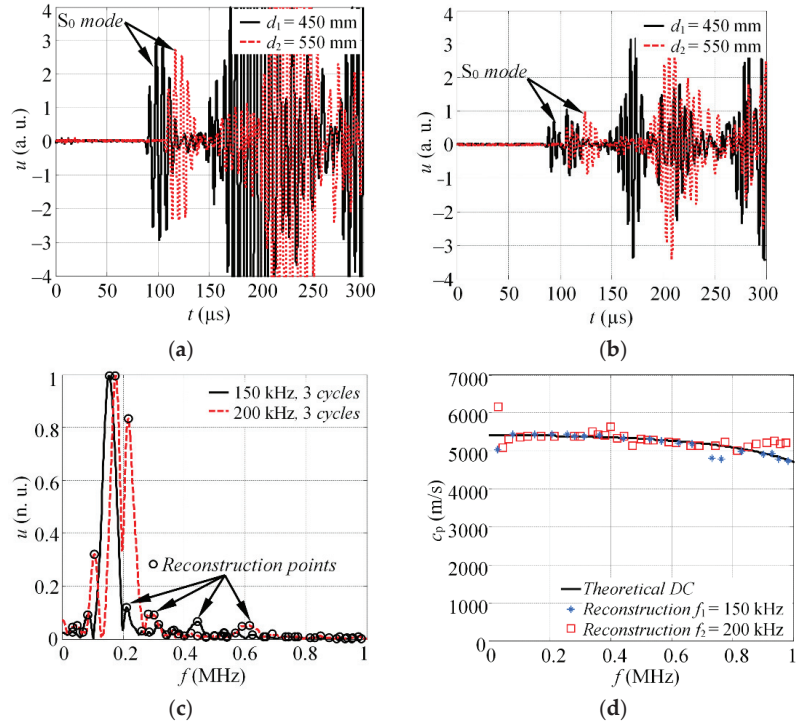 S₀ mode
d₁ = 450 mm
d₂ = 550 mm
u (a. u.)
4
3
2
1
0
-1
-2
-3
-4
0 50 100 150 200 250 300
t (µs)
(a)
S₀ mode
d₁ = 450 mm
d₂ = 550 mm
u (a. u.)
4
3
2
1
0
-1
-2
-3
-4
0 50 100 150 200 250 300
t (µs)
(b)
150 kHz, 3 cycles
200 kHz, 3 cycles
Reconstruction points
u (n. u.)
1
0.8
0.6
0.4
0.2
0
0 0.2 0.4 0.6 0.8 1
f (MHz)
(c)
cₚ (m/s)
7000
6000
5000
4000
3000
2000
1000
0
Theoretical DC
Reconstruction f₁ = 150 kHz
Reconstruction f₂ = 200 kHz
0 0.2 0.4 0.6 0.8 1
f (MHz)
(d)